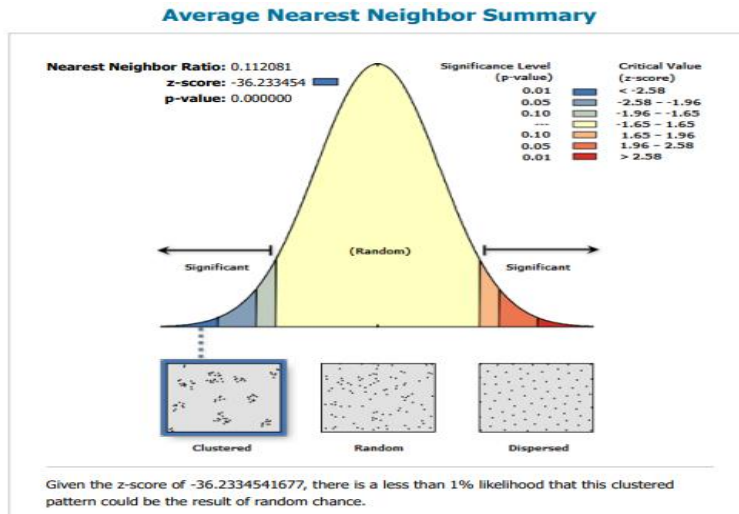 Average Nearest Neighbor Summary
Nearest Neighbor Ratio: 0.112081
z-score: -36.233454
p-value: 0.000000
Significance Level (p-value)
Critical Value (z-score)
0.01 < -2.58
0.05 -2.58 – -1.96
0.10 -1.96 – -1.65
--- -1.65 – 1.65
0.10 1.65 – 1.96
0.05 1.96 – 2.58
0.01 > 2.58
(Random)
Significant
Significant
Clustered
Random
Dispersed
Given the z-score of -36.2334541677, there is a less than 1% likelihood that this clustered
pattern could be the result of random chance.